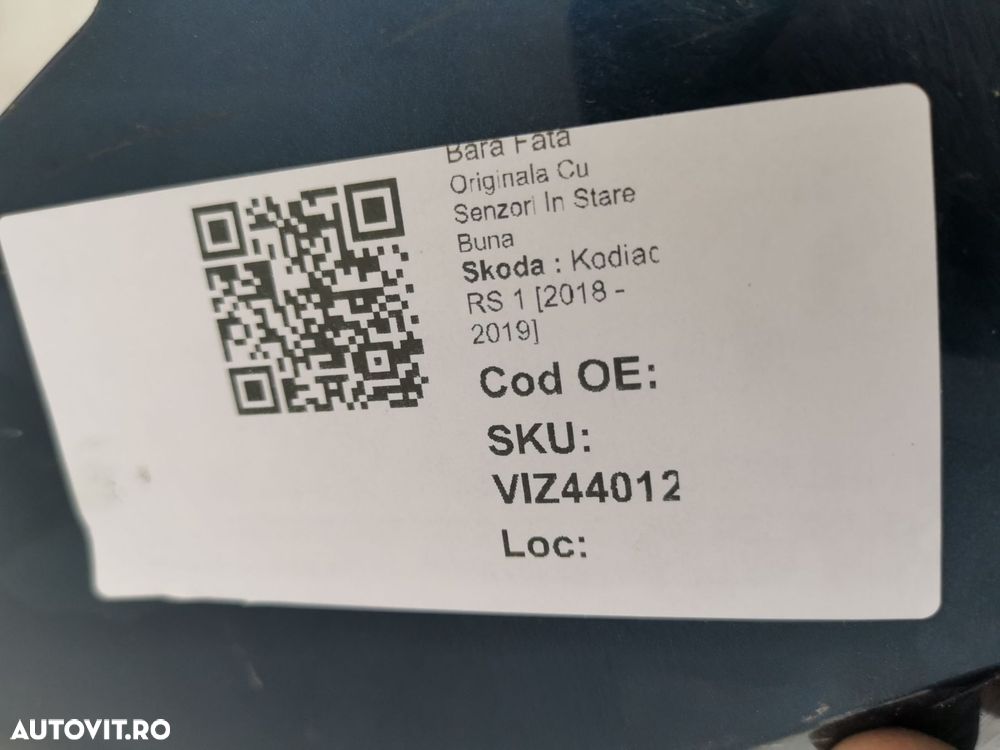 Bara Fata
Originala Cu
Senzori In Stare
Buna
Skoda : Kodiac
RS 1 [2018 -
2019]
Cod OE:
SKU:
VIZ44012
Loc:
AUTOVIT.RO